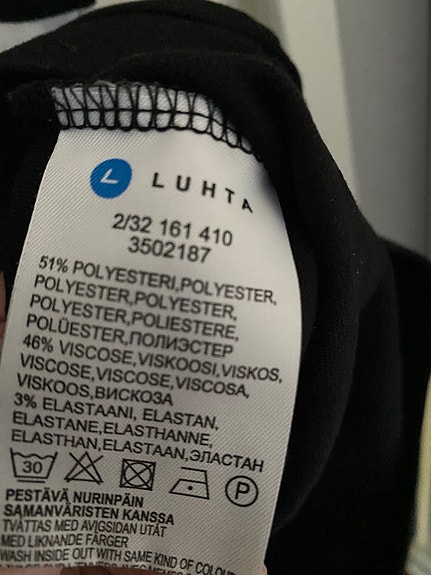 LUHTA
2/32 161 410
3502187
51% POLYESTERI,POLYESTER,
POLYESTER,POLYESTER,
POLYESTER,POLIESTERE,
POLÜESTER,ПОЛИЭСТЕР
46% VISCOSE,VISKOOSI,VISKOS,
VISCOSE,VISCOSE,VISCOSA,
VISKOOS,ВИСКОЗА
3% ELASTAANI, ELASTAN,
ELASTANE,ELASTHANNE,
ELASTHAN,ELASTAAN,ЭЛАСТАН
30 P
PESTÄVÄ NURINPÄIN
SAMANVÄRISTEN KANSSA
TVÄTTAS MED AVIGSIDAN UTÅT
MED LIKNANDE FÄRGER
WASH INSIDE OUT WITH SAME KIND OF COLOUR